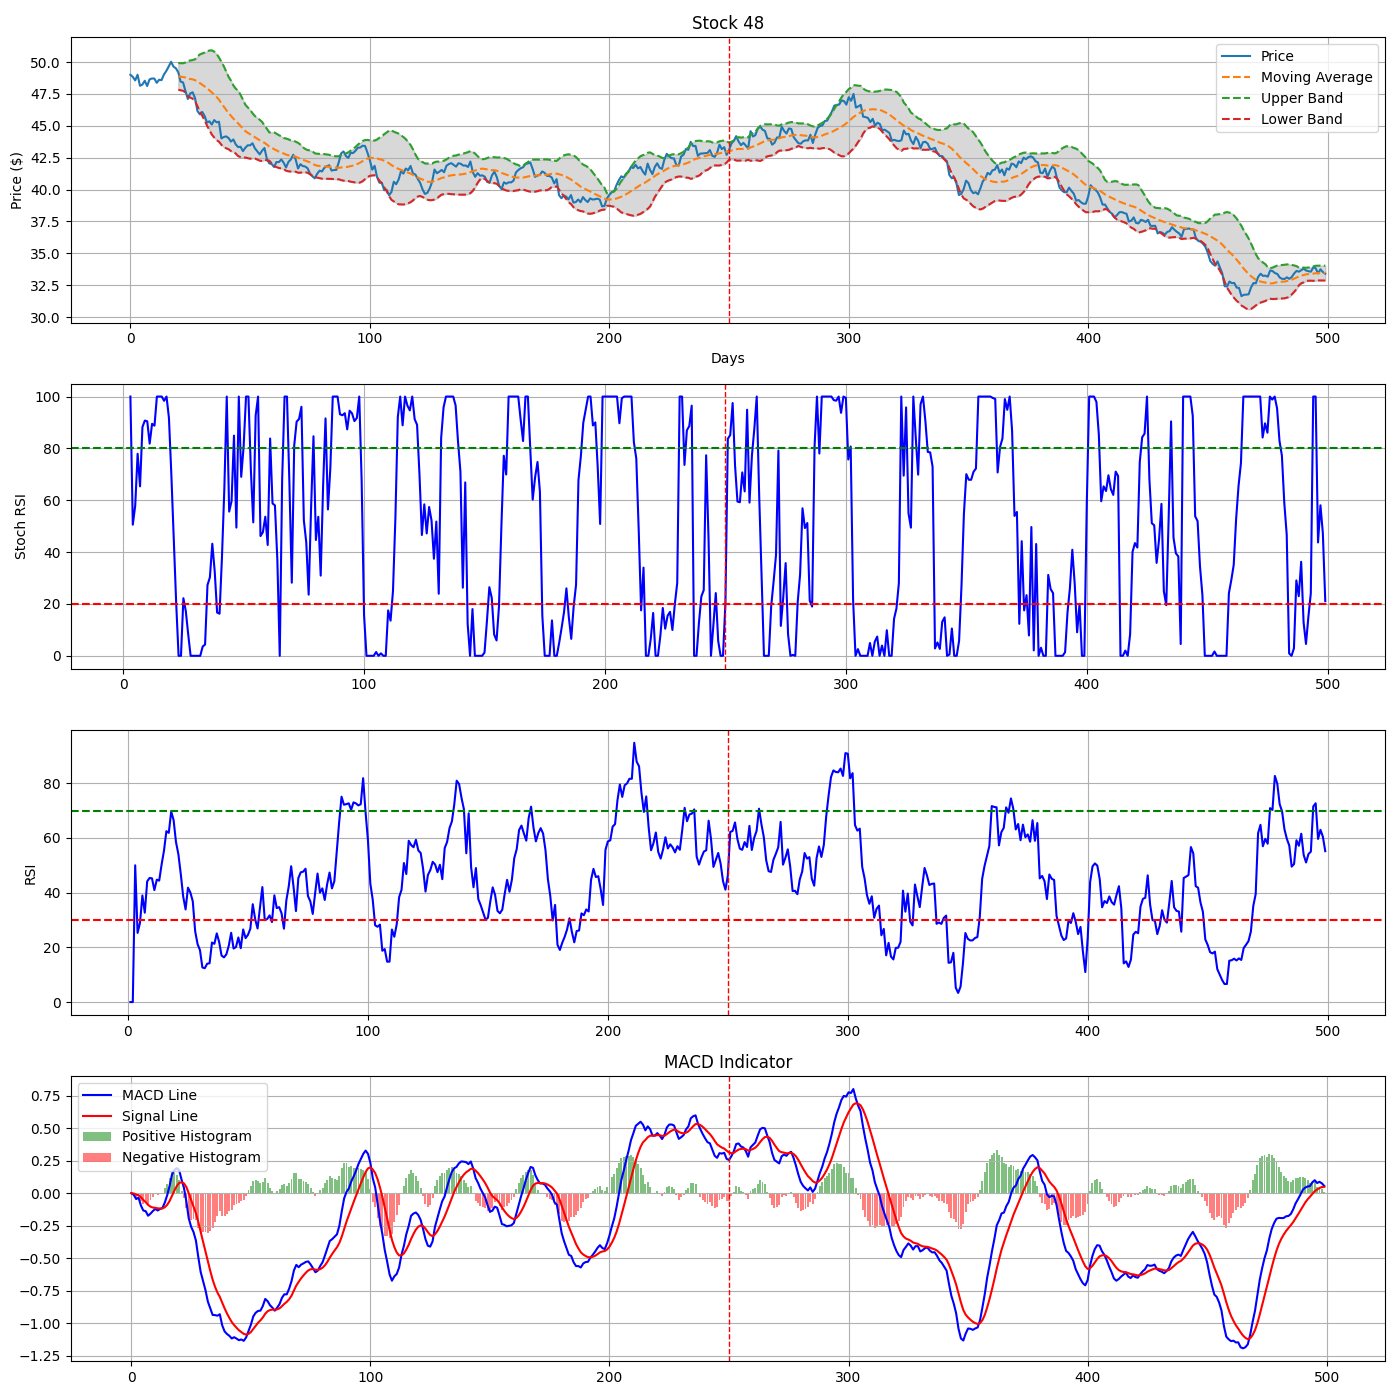 Stock 48
Price ($)
50.0
47.5
45.0
42.5
40.0
37.5
35.0
32.5
30.0
Price
Moving Average
Upper Band
Lower Band
0 100 200 300 400 500
Days
Stoch RSI
100
80
60
40
20
0
0 100 200 300 400 500
RSI
80
60
40
20
0
0 100 200 300 400 500
MACD Indicator
0.75
0.50
0.25
0.00
−0.25
−0.50
−0.75
−1.00
−1.25
MACD Line
Signal Line
Positive Histogram
Negative Histogram
0 100 200 300 400 500